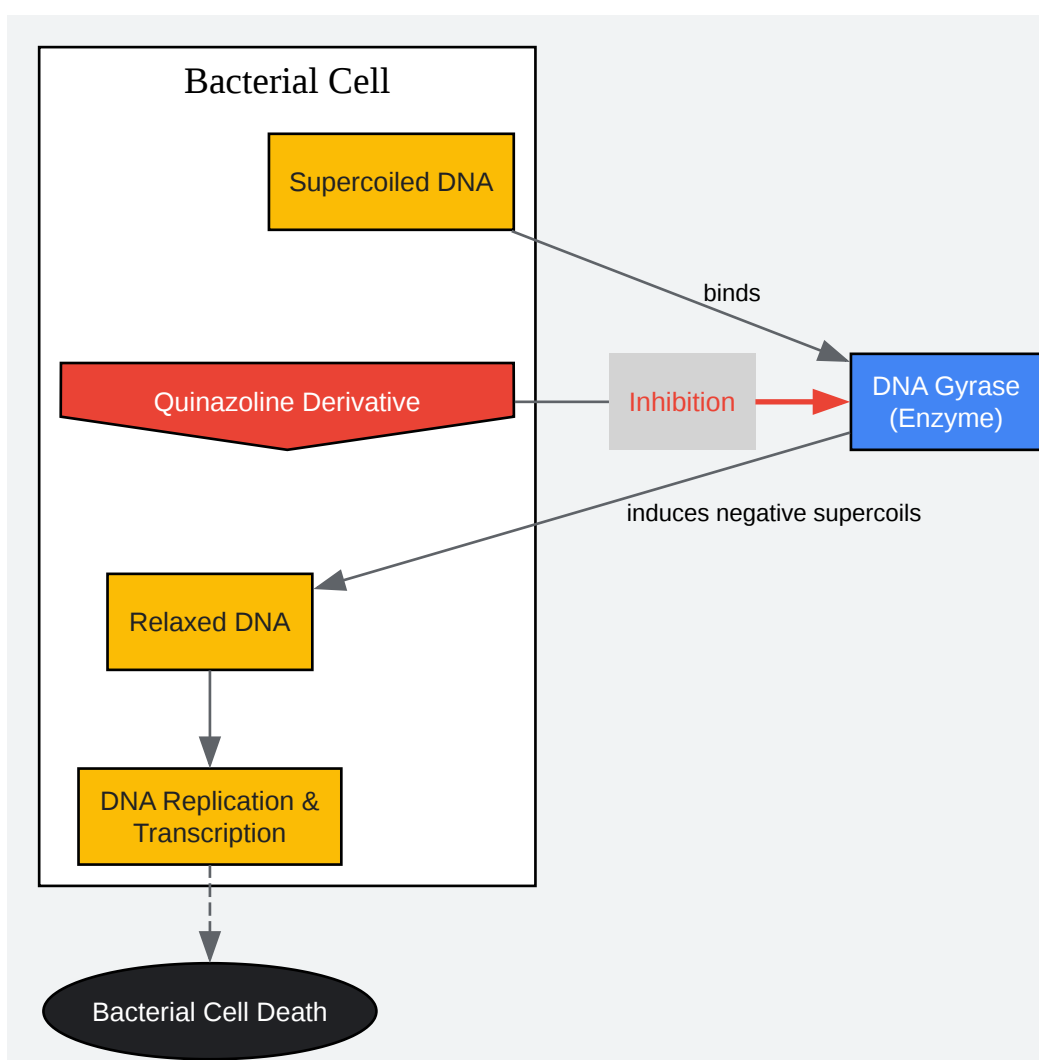 Bacterial Cell
Supercoiled DNA
binds
Quinazoline Derivative
Inhibition
DNA Gyrase
(Enzyme)
induces negative supercoils
Relaxed DNA
DNA Replication &
Transcription
Bacterial Cell Death